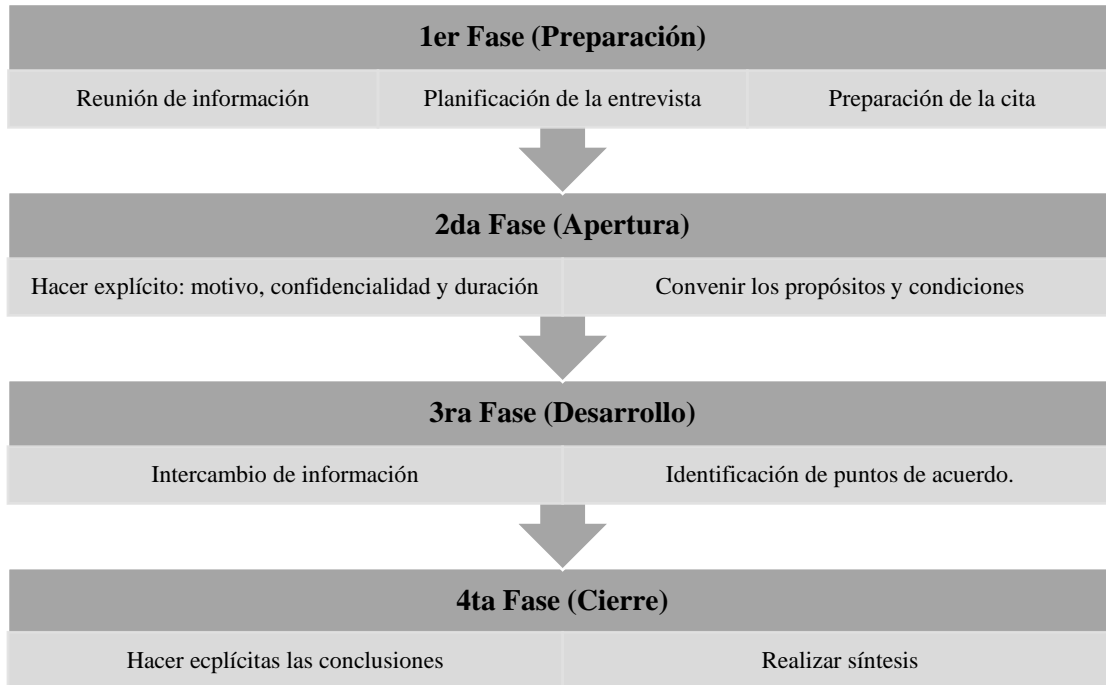 1er Fase (Preparación)
Reunión de información
Planificación de la entrevista
Preparación de la cita
2da Fase (Apertura)
Hacer explícito: motivo, confidencialidad y duración
Convenir los propósitos y condiciones
3ra Fase (Desarrollo)
Intercambio de información
Identificación de puntos de acuerdo.
4ta Fase (Cierre)
Hacer ecplícitas las conclusiones
Realizar síntesis